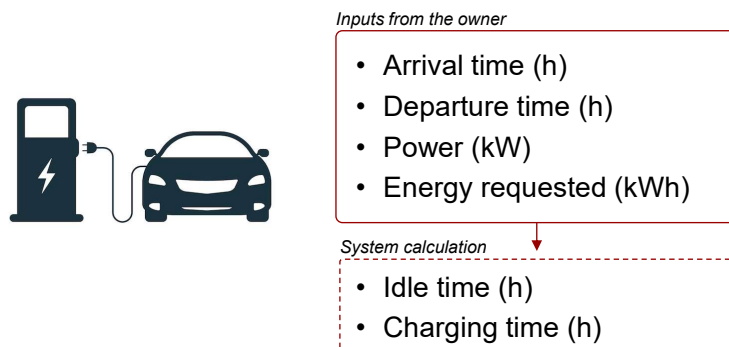 Inputs from the owner
• Arrival time (h)
• Departure time (h)
• Power (kW)
• Energy requested (kWh)
System calculation
• Idle time (h)
• Charging time (h)